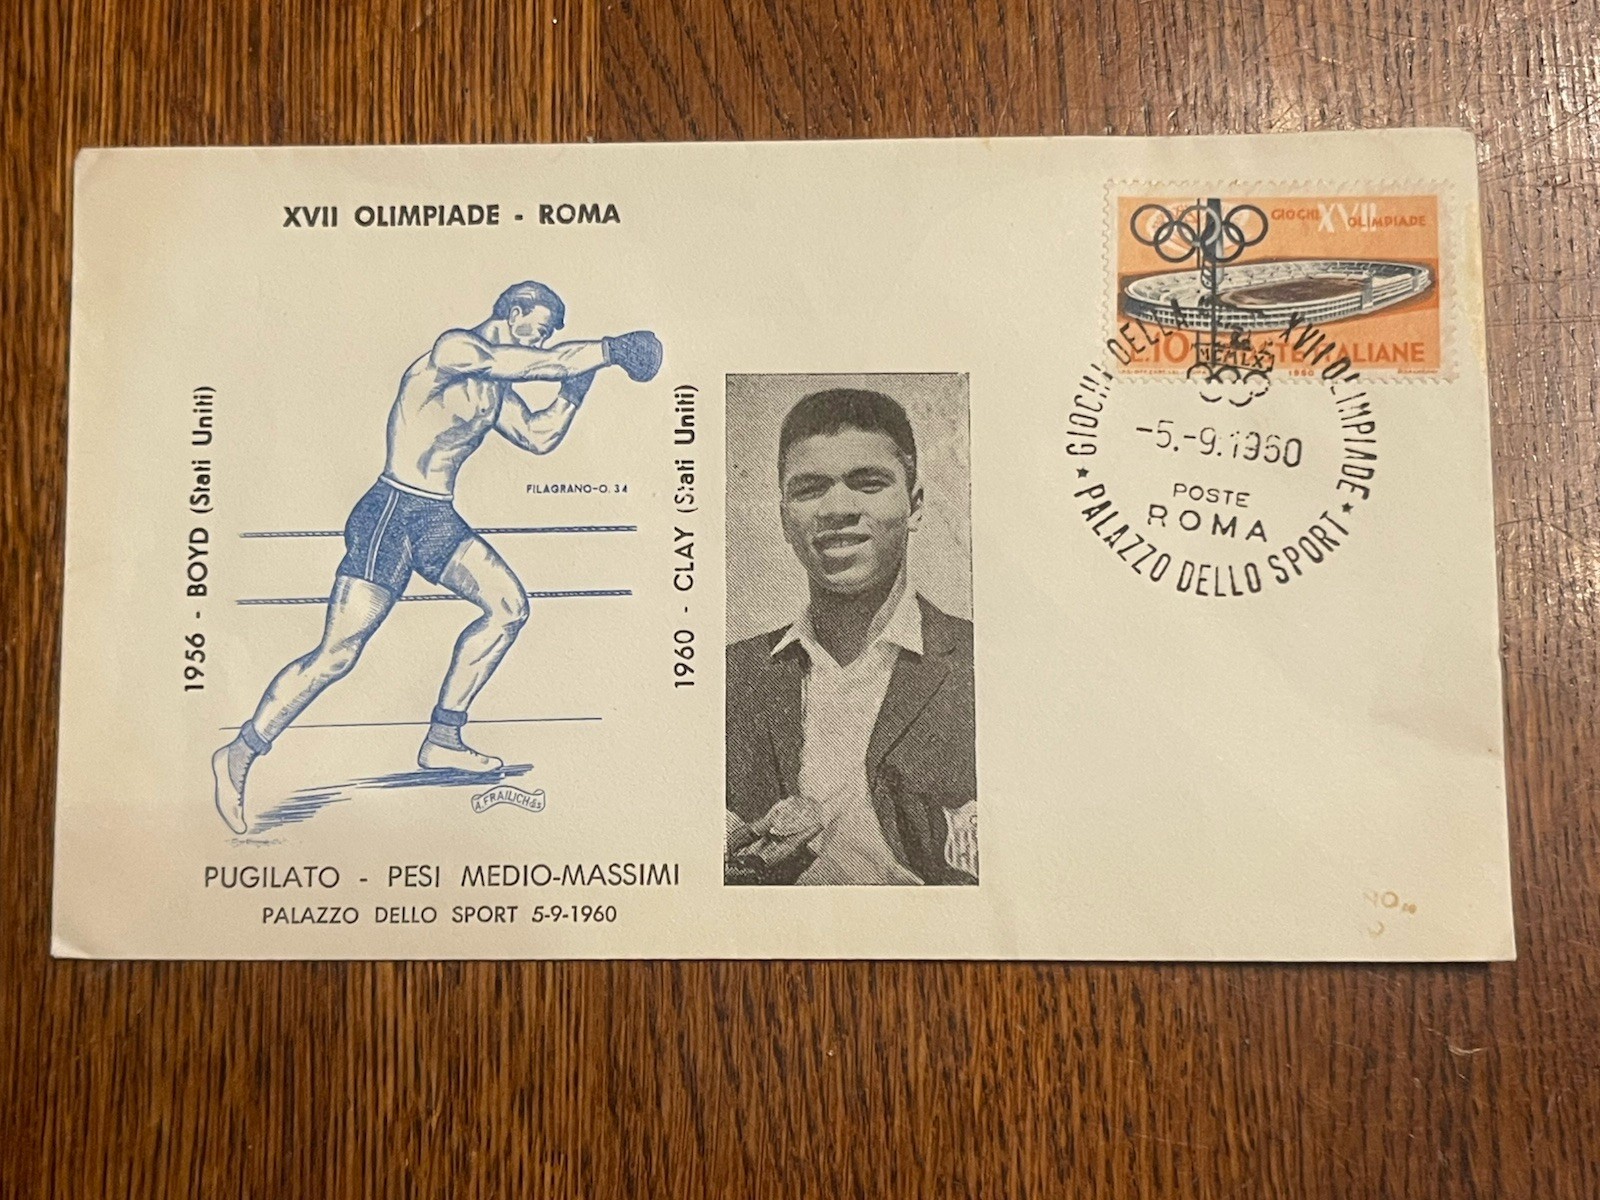 XVII OLIMPIADE - ROMA
1956 - BOYD (Stati Uniti)
FILAGRANO-O. 34
1960 - CLAY (Stati Uniti)
A. FRAILICH
PUGILATO - PESI MEDIO-MASSIMI
PALAZZO DELLO SPORT 5-9-1960
GIOCHI XVII OLIMPIADE
L.10 POSTE ITALIANE
1960
GIOCHI DELLA XVII OLIMPIADE
MCMLX
-5.-9.1960
POSTE
ROMA
★ PALAZZO DELLO SPORT ★